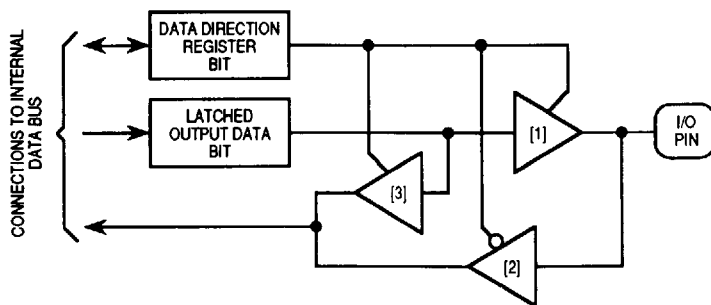 CONNECTIONS TO INTERNAL
DATA BUS
DATA DIRECTION
REGISTER
BIT
LATCHED
OUTPUT DATA
BIT
[1]
I/O
PIN
[3]
[2]